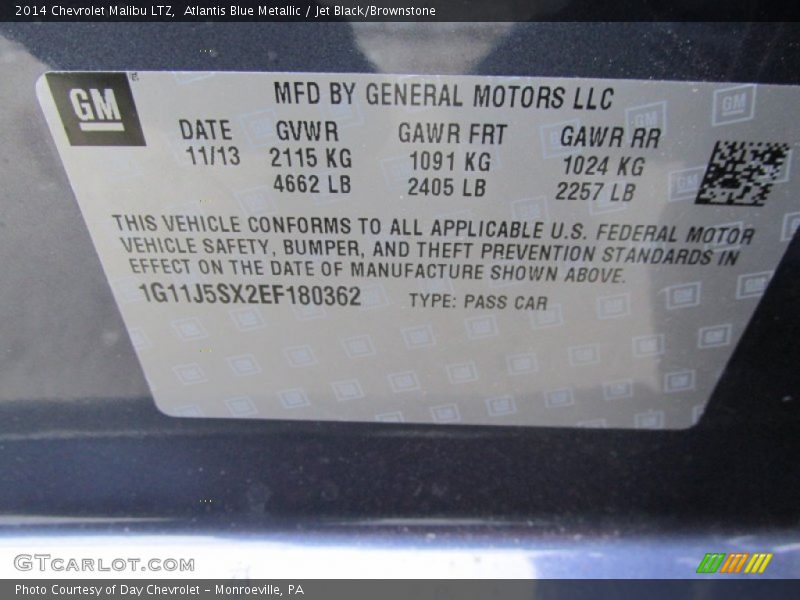 2014 Chevrolet Malibu LTZ,  Atlantis Blue Metallic / Jet Black/Brownstone
GM
MFD BY GENERAL MOTORS LLC
DATE GVWR GAWR FRT GAWR RR
11/13 2115 KG 1091 KG 1024 KG
4662 LB 2405 LB 2257 LB
THIS VEHICLE CONFORMS TO ALL APPLICABLE U.S. FEDERAL MOTOR
VEHICLE SAFETY, BUMPER, AND THEFT PREVENTION STANDARDS IN
EFFECT ON THE DATE OF MANUFACTURE SHOWN ABOVE.
1G11J5SX2EF180362 TYPE: PASS CAR
GTCARLOT.COM
Photo Courtesy of Day Chevrolet – Monroeville, PA